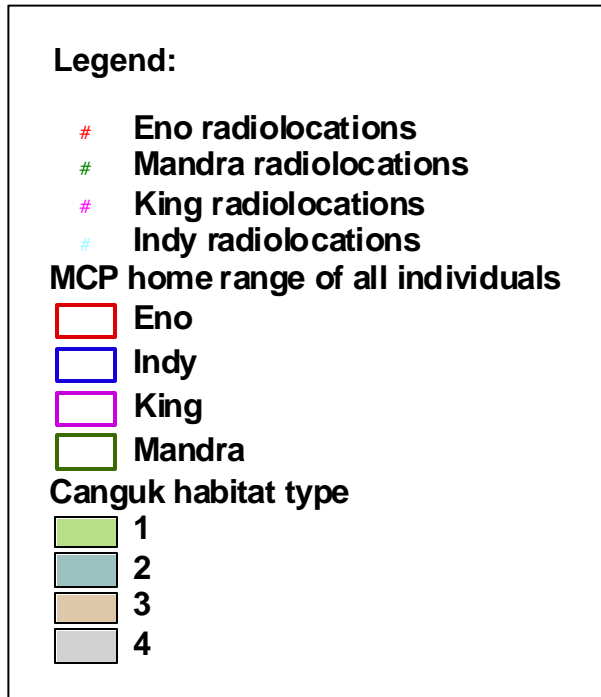 Legend:
# Eno radiolocations
# Mandra radiolocations
# King radiolocations
# Indy radiolocations
MCP home range of all individuals
Eno
Indy
King
Mandra
Canguk habitat type
1
2
3
4